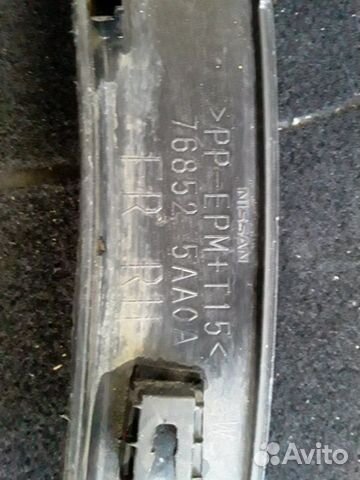 NISSAN
>PP-EPM+T15<
76852 5AA0A
FR RH
Avito